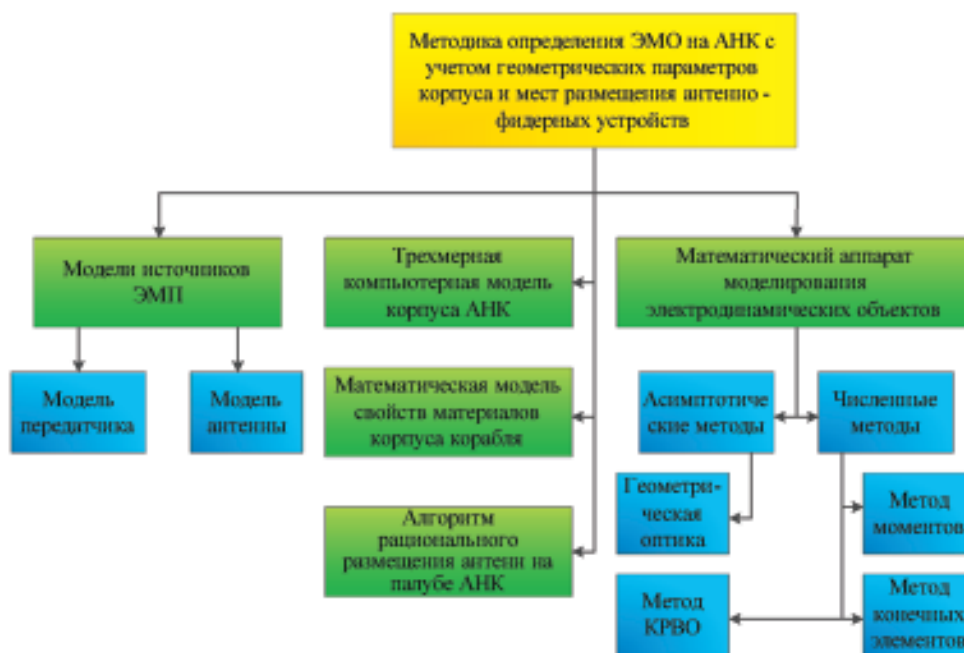 Методика определения ЭМО на АНК с
учетом геометрических параметров
корпуса и мест размещения антенно -
фидерных устройств
Модели источников
ЭМП
Трехмерная
компьютерная модель
корпуса АНК
Математический аппарат
моделирования
электродинамических объектов
Модель
передатчика
Модель
антенны
Математическая модель
свойств материалов
корпуса корабля
Асимптотиче
ские методы
Численные
методы
Геометри-
ческая
оптика
Метод
моментов
Алгоритм
рационального
размещения антенн на
палубе АНК
Метод
КРВО
Метод
конечных
элементов